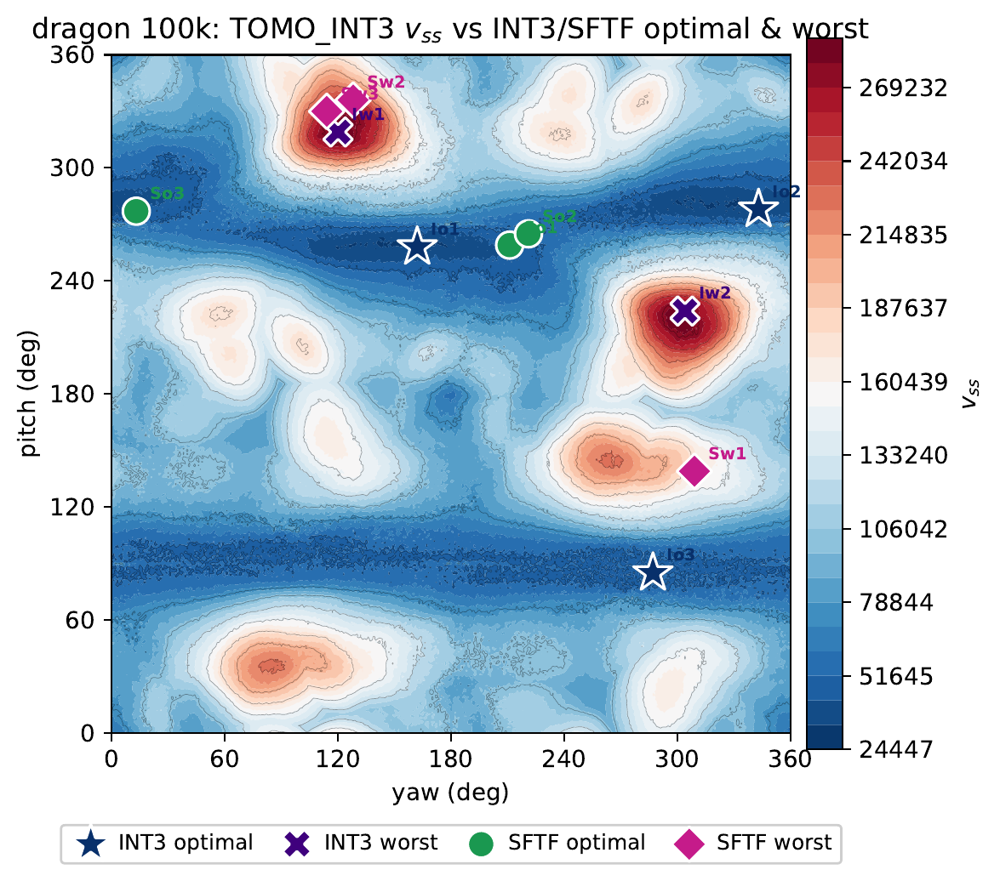 dragon 100k: TOMO_INT3 vss vs INT3/SFTF optimal & worst
360
300
240
180
120
60
0
pitch (deg)
0
60
120
180
240
300
360
yaw (deg)
Sw2
Iw1
So3
Io2
Io1
So2
Iw2
Sw1
Io3
269232
242034
214835
187637
160439
133240
106042
78844
51645
24447
vss
INT3 optimal
INT3 worst
SFTF optimal
SFTF worst